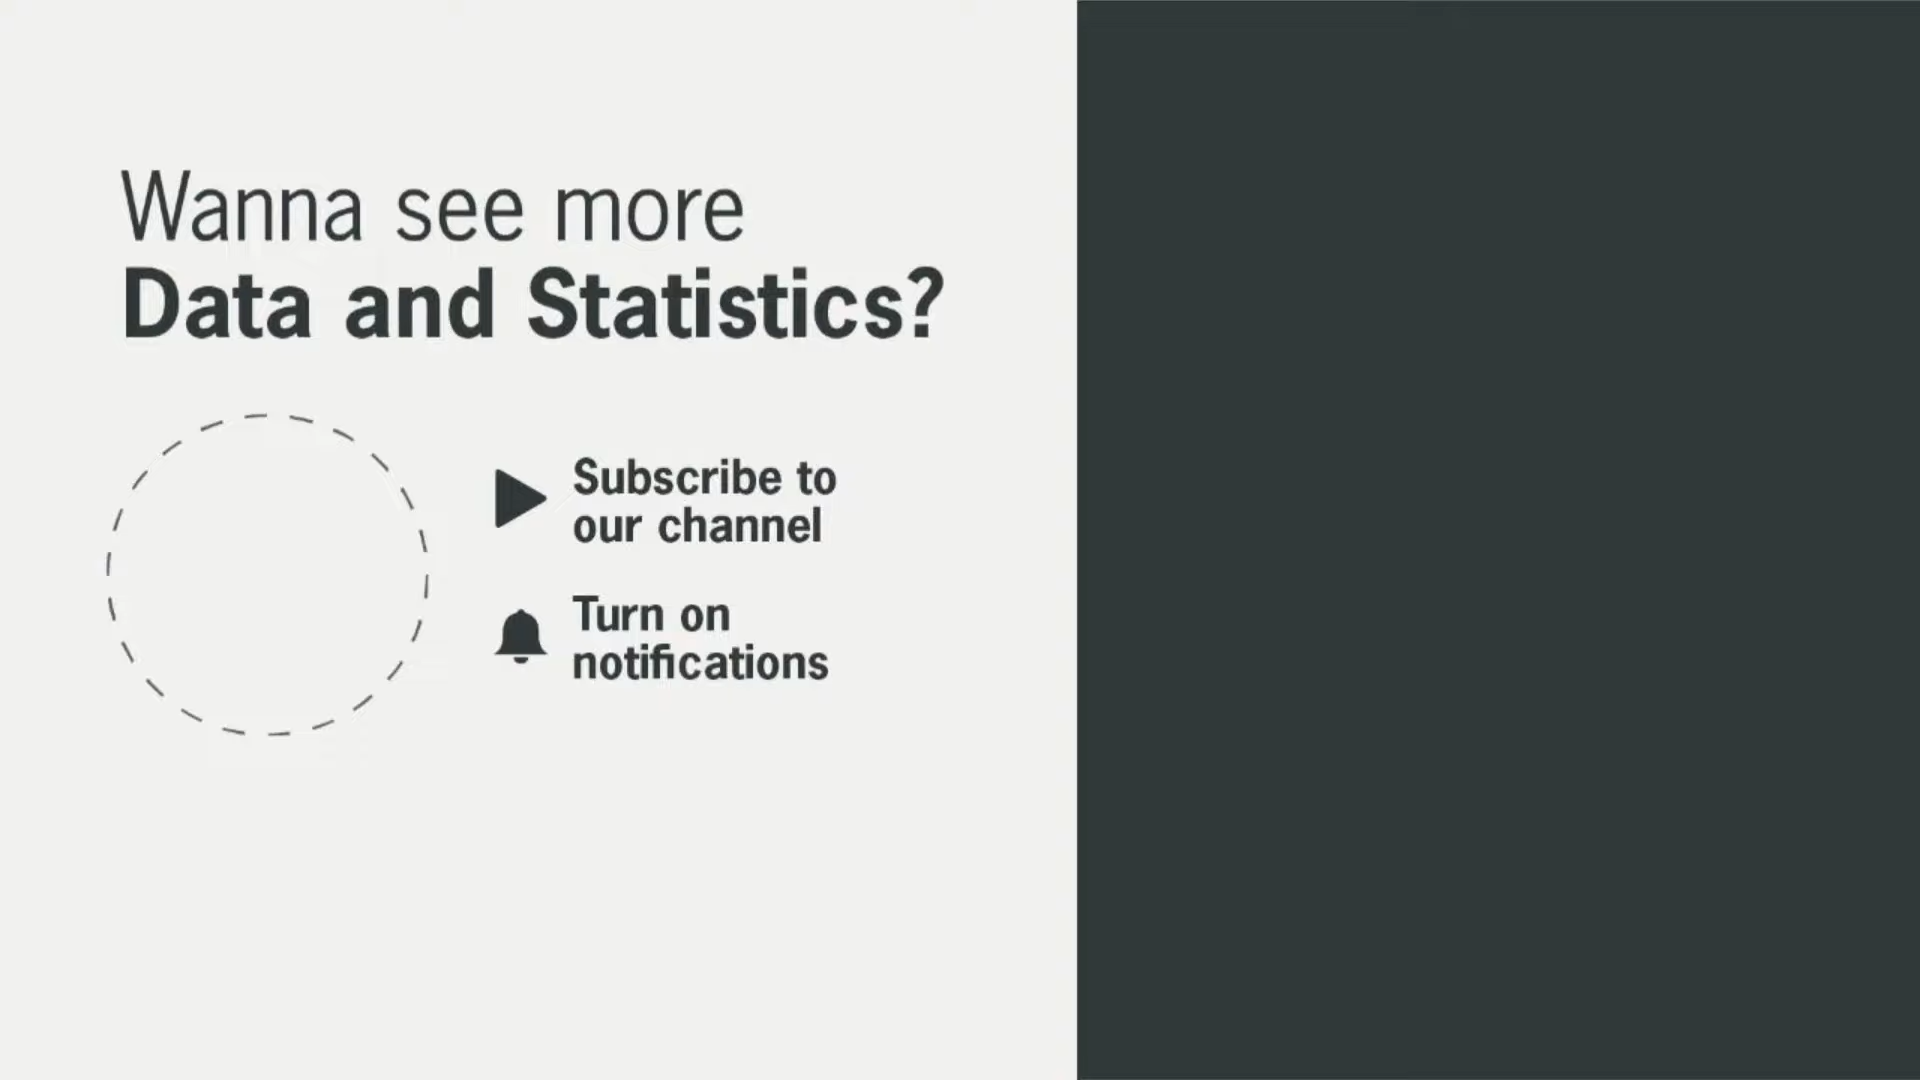 Wanna see more
Data and Statistics?
Subscribe to
our channel
Turn on
notifications